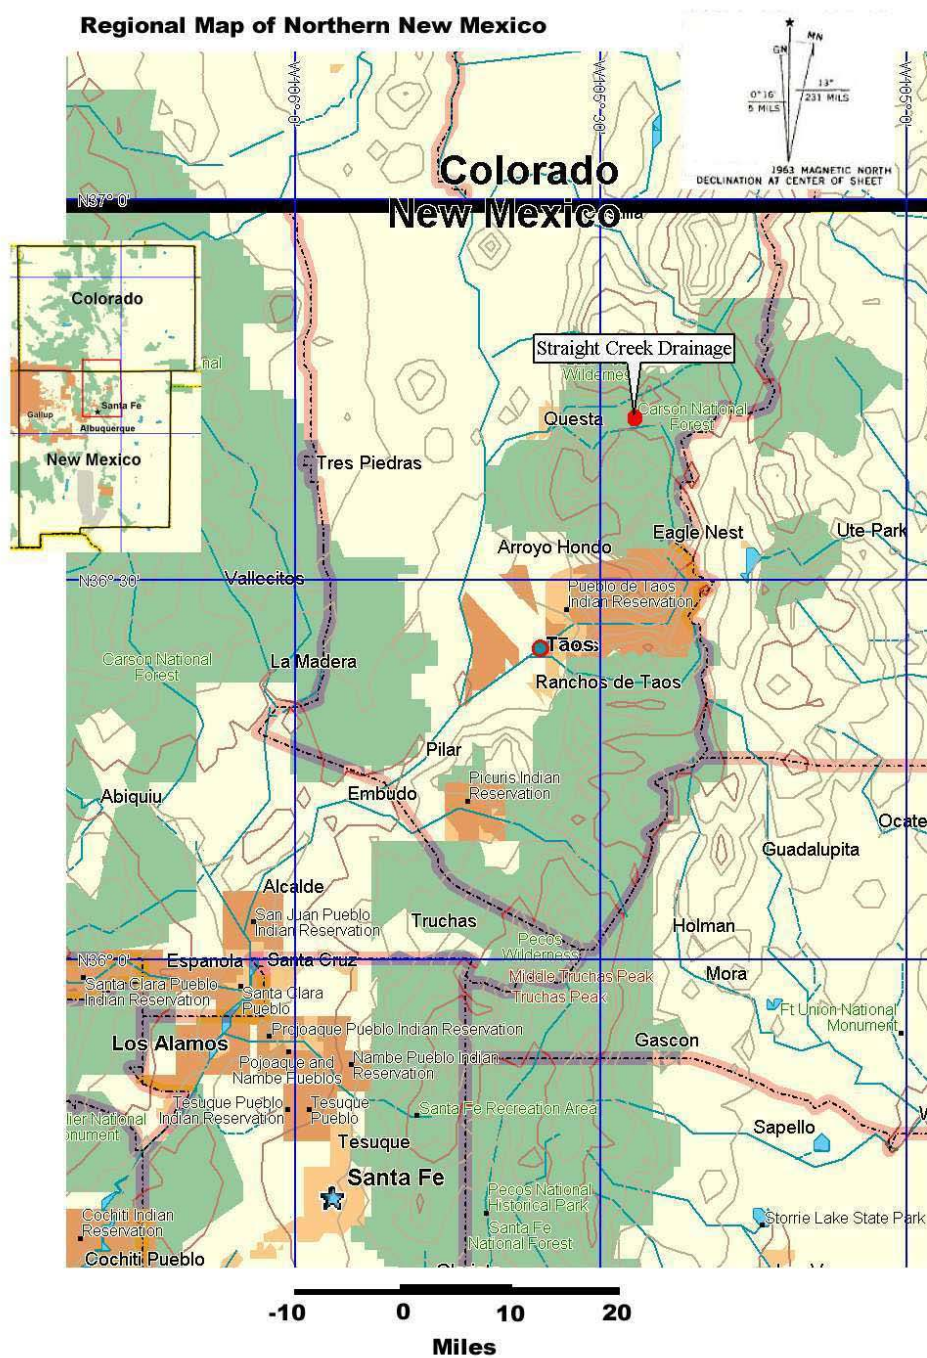 Regional Map of Northern New Mexico
GN
MN
0°16'
5 MILS
13°
231 MILS
1963 MAGNETIC NORTH
DECLINATION AT CENTER OF SHEET
W106° 0'
W105° 30'
W105° 0'
Colorado
N37° 0'
New Mexico
Colorado
Gallup
Santa Fe
Albuquerque
New Mexico
nal
Straight Creek Drainage
Questa
Carson National
Forest
Tres Piedras
Eagle Nest
Ute Park
Arroyo Hondo
N36° 30'
Vallecitos
Pueblo de Taos
Indian Reservation
Taos
Carson National
Forest
La Madera
Ranchos de Taos
Pilar
Picuris Indian
Reservation
Abiquiu
Embudo
Ocate
Guadalupita
Alcalde
San Juan Pueblo
Indian Reservation
Truchas
Holman
Pecos
Wilderness
N36° 0'
Espanola
Santa Cruz
Middle Truchas Peak
Truchas Peak
Mora
Santa Clara Pueblo
Indian Reservation
Santa Clara
Pueblo
Ft Union National
Monument
Los Alamos
Projoaque Pueblo Indian Reservation
Gascon
Pojoaque and
Nambe Pueblos
Nambe Pueblo Indian
Reservation
Tesuque Pueblo
Indian Reservation
Tesuque
Pueblo
Santa Fe Recreation Area
lier National
onument
Tesuque
Sapello
Santa Fe
Pecos National
Historical Park
Cochiti Indian
Reservation
Santa Fe
National Forest
Storrie Lake State Park
Cochiti Pueblo
-10
0
10
20
Miles